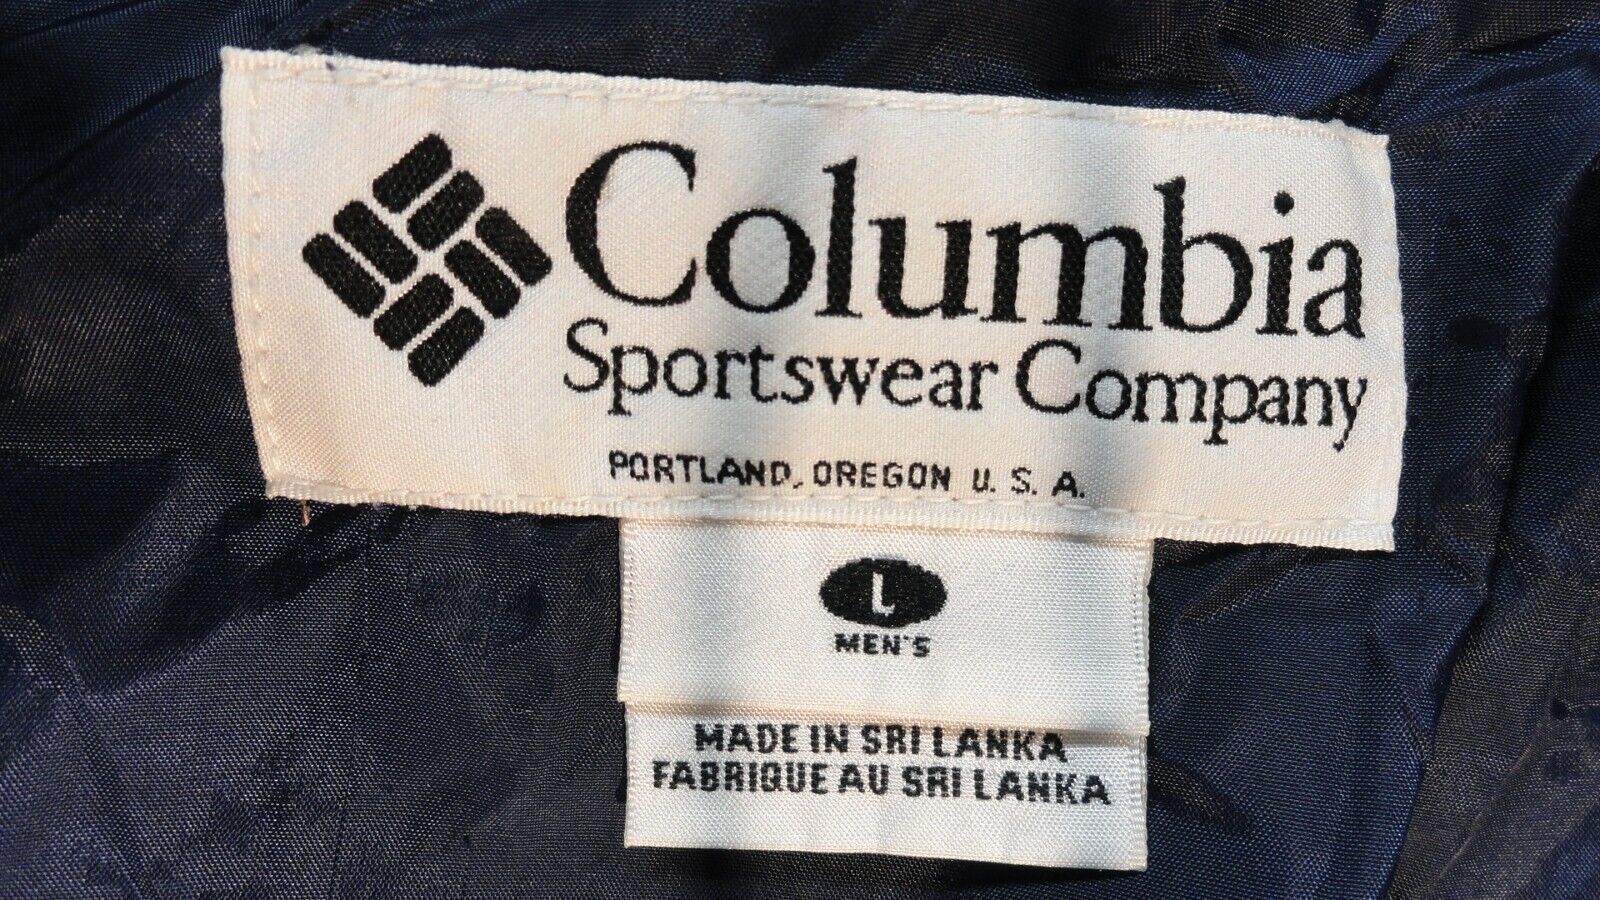 Columbia
Sportswear Company
PORTLAND, OREGON U. S. A.
L
MEN'S
MADE IN SRI LANKA
FABRIQUE AU SRI LANKA